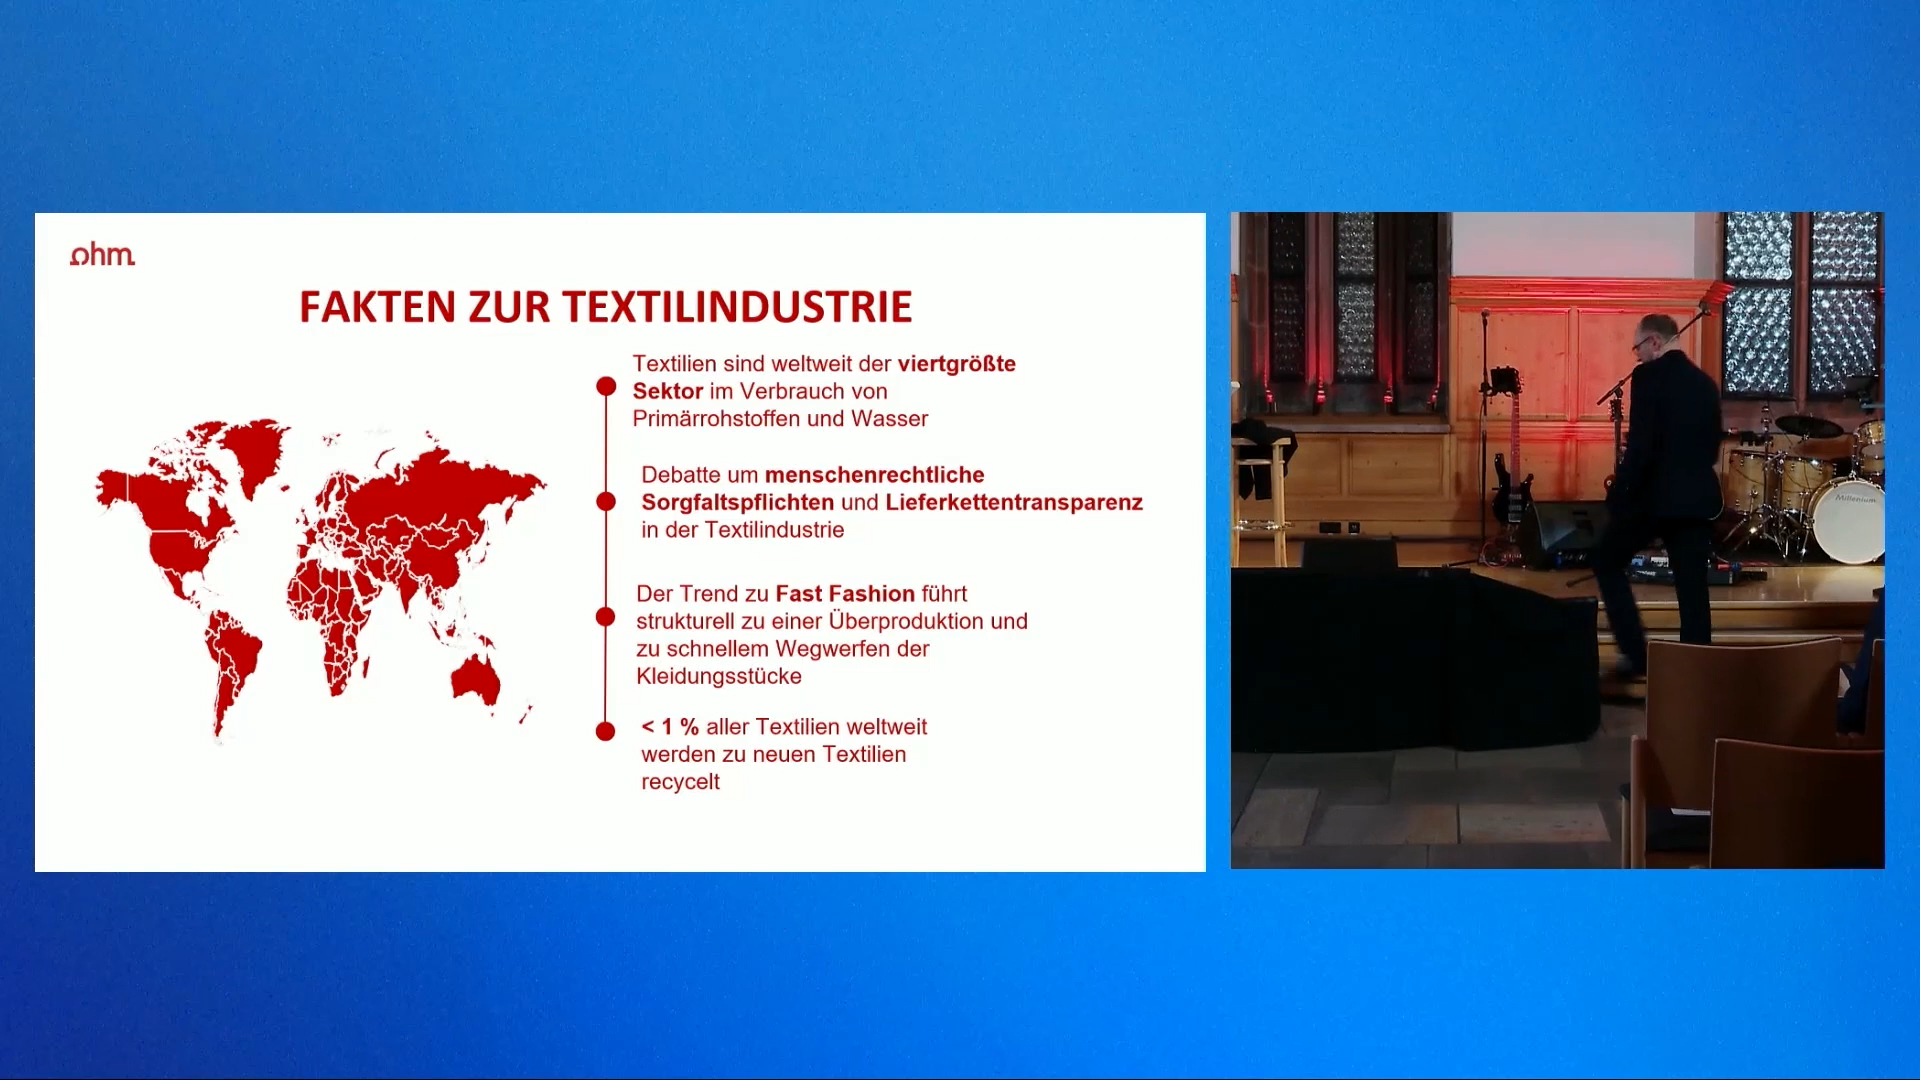 ohm
FAKTEN ZUR TEXTILINDUSTRIE
Textilien sind weltweit der viertgrößte
Sektor im Verbrauch von
Primärrohstoffen und Wasser
Debatte um menschenrechtliche
Sorgfaltspflichten und Lieferkettentransparenz
in der Textilindustrie
Der Trend zu Fast Fashion führt
strukturell zu einer Überproduktion und
zu schnellem Wegwerfen der
Kleidungsstücke
< 1 % aller Textilien weltweit
werden zu neuen Textilien
recycelt
Millenium